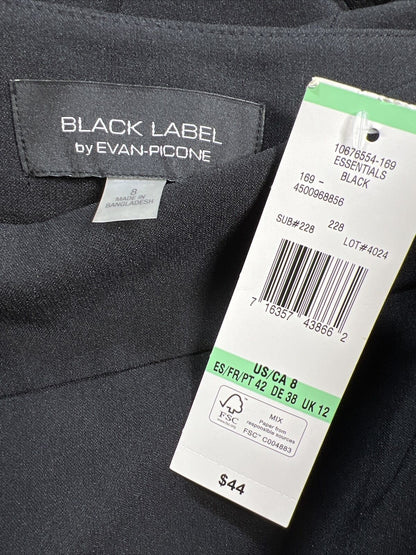 BLACK LABEL
by EVAN-PICONE
8
MADE IN
BANGLADESH
10676554-169
ESSENTIALS
BLACK
169 -
4500968856
SUB#228 228 LOT#4024
7 16357 43866 2
US/CA 8
ES/FR/PT 42 DE 38 UK 12
FSC
MIX
Paper from
responsible sources
FSC™ C004883
$44